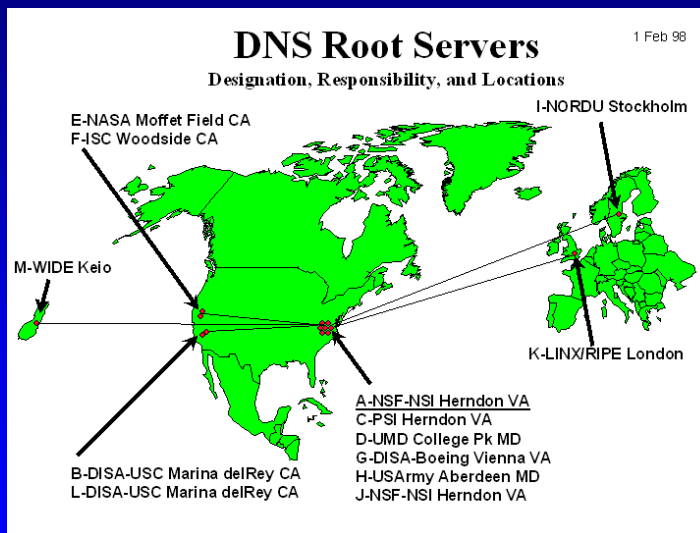 DNS Root Servers
1 Feb 98
Designation, Responsibility, and Locations
E-NASA Moffet Field CA
F-ISC Woodside CA
I-NORDU Stockholm
M-WIDE Keio
K-LINX/RIPE London
A-NSF-NSI Herndon VA
C-PSI Herndon VA
D-UMD College Pk MD
G-DISA-Boeing Vienna VA
H-USArmy Aberdeen MD
J-NSF-NSI Herndon VA
B-DISA-USC Marina delRey CA
L-DISA-USC Marina delRey CA